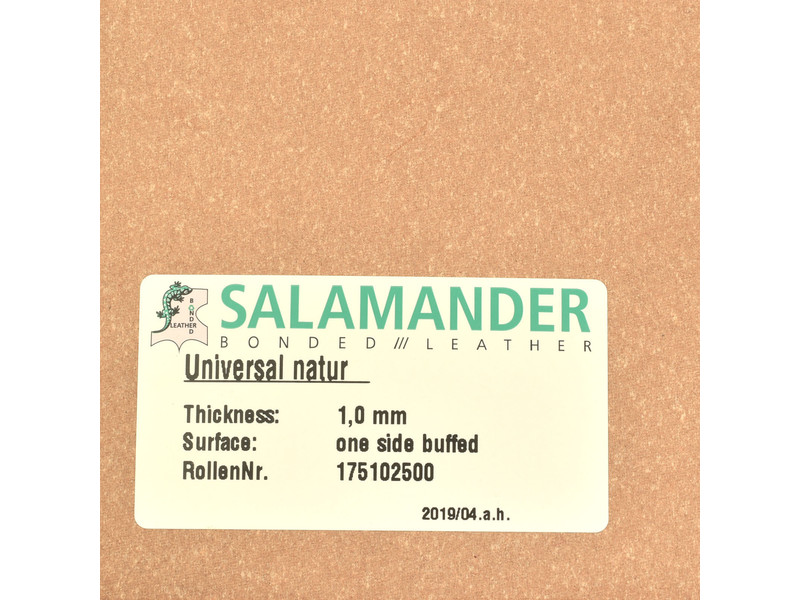 SALAMANDER
BONDED /// LEATHER
BONDED
LEATHER
Universal natur
Thickness: 1,0 mm
Surface: one side buffed
RollenNr. 175102500
2019/04.a.h.